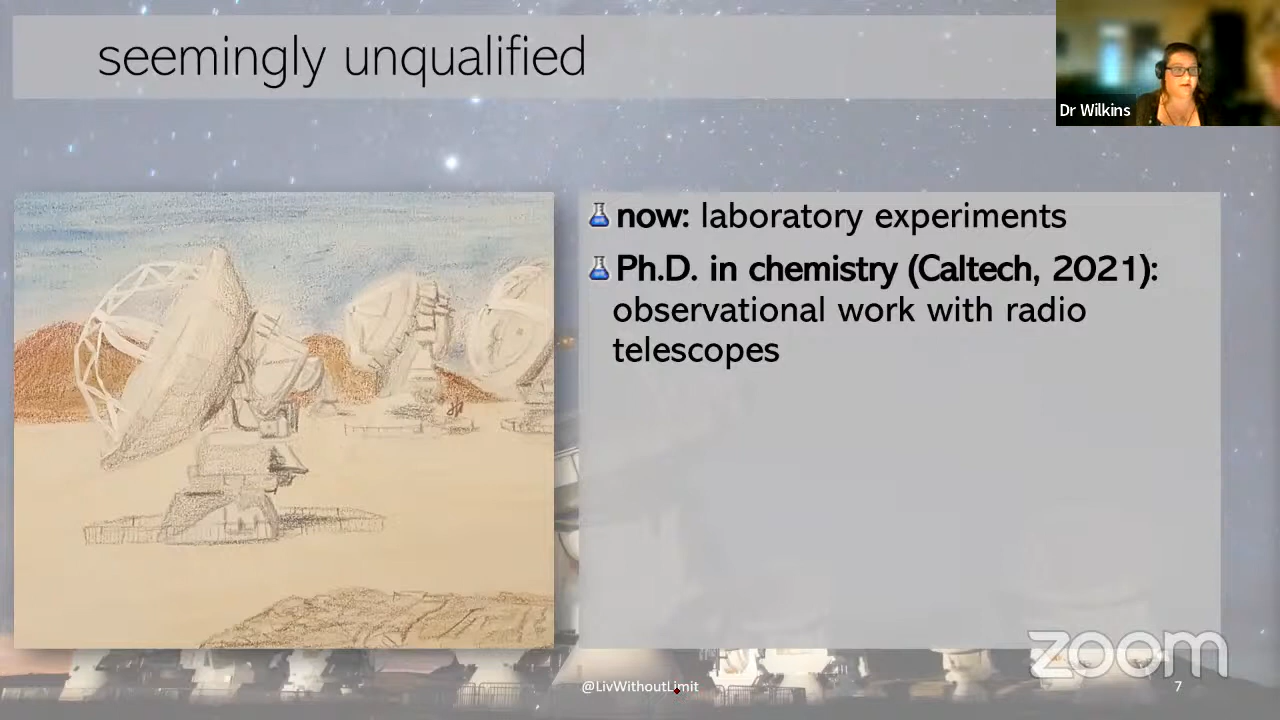 seemingly unqualified
Dr Wilkins
now: laboratory experiments
Ph.D. in chemistry (Caltech, 2021):
observational work with radio
telescopes
zoom
@LivWithoutLimit
7